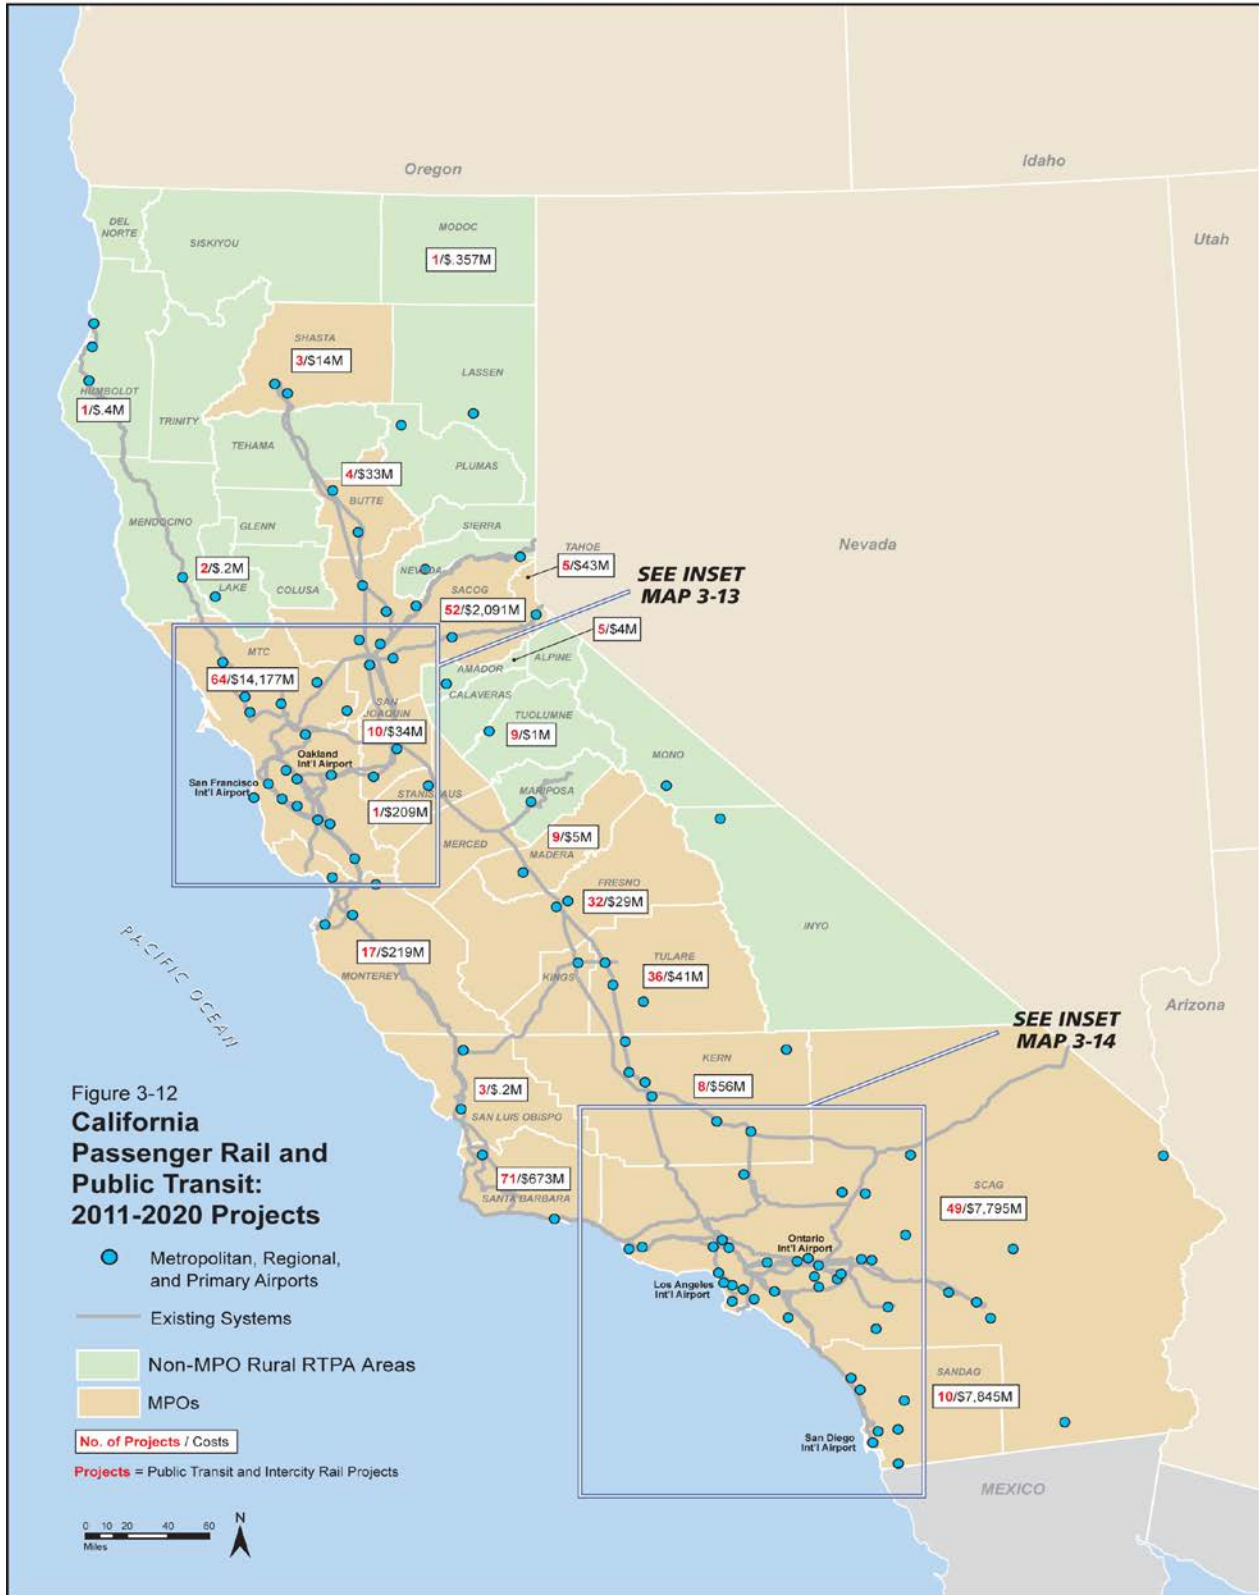 Oregon
Idaho
Utah
Nevada
Arizona
MEXICO
PACIFIC OCEAN
DEL
NORTE
SISKIYOU
MODOC
1/$.357M
SHASTA
3/$14M
LASSEN
HUMBOLDT
1/$.4M
TRINITY
TEHAMA
PLUMAS
4/$33M
BUTTE
MENDOCINO
GLENN
SIERRA
2/$.2M
LAKE
COLUSA
NEVADA
TAHOE
5/$43M
SACOG
52/$2,091M
SEE INSET
MAP 3-13
5/$4M
ALPINE
AMADOR
MTC
64/$14,177M
CALAVERAS
SAN
JOAQUIN
10/$34M
TUOLUMNE
9/$1M
MONO
Oakland
Int'l Airport
San Francisco
Int'l Airport
STANISLAUS
1/$209M
MARIPOSA
MERCED
9/$5M
MADERA
FRESNO
32/$29M
INYO
17/$219M
MONTEREY
KINGS
TULARE
36/$41M
SEE INSET
MAP 3-14
KERN
8/$56M
3/$.2M
SAN LUIS OBISPO
71/$673M
SANTA BARBARA
SCAG
49/$7,795M
Ontario
Int'l Airport
Los Angeles
Int'l Airport
SANDAG
10/$7,845M
San Diego
Int'l Airport
Figure 3-12
California
Passenger Rail and
Public Transit:
2011-2020 Projects
Metropolitan, Regional,
and Primary Airports
Existing Systems
Non-MPO Rural RTPA Areas
MPOs
No. of Projects / Costs
Projects = Public Transit and Intercity Rail Projects
0 10 20 40 60
Miles
N